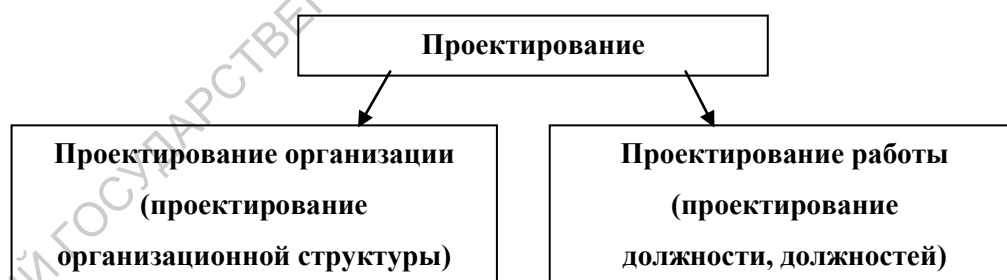 Проектирование
Проектирование организации
(проектирование
организационной структуры)
Проектирование работы
(проектирование
должности, должностей)